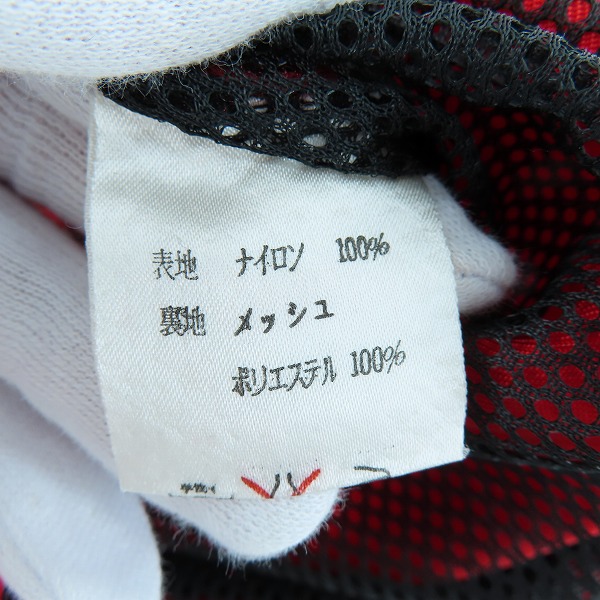 表地 ナイロン 100%
裏地 メッシュ
ポリエステル 100%